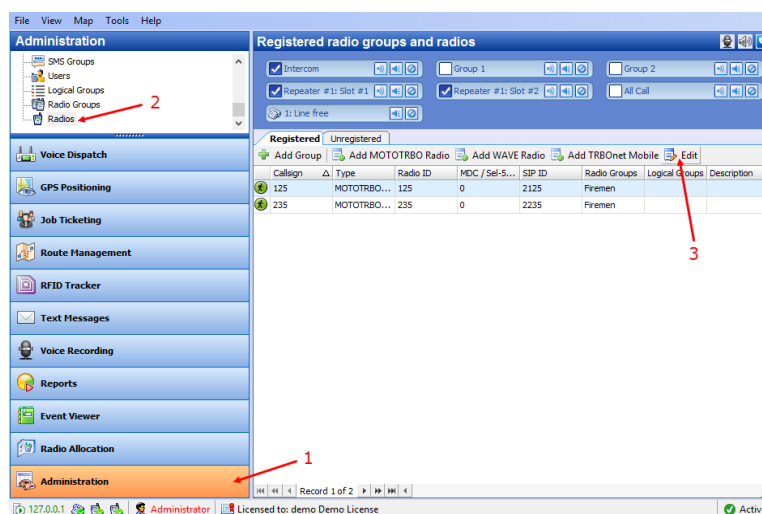 File View Map Tools Help
Administration
Registered radio groups and radios
SMS Groups
Users
Logical Groups
Radio Groups
Radios
2
Intercom
Group 1
Group 2
Repeater #1: Slot #1
Repeater #1: Slot #2
All Call
1: Line free
Registered Unregistered
Add Group Add MOTOTRBO Radio Add WAVE Radio Add TRBOnet Mobile Edit
Callsign Type Radio ID MDC / Sel-5... SIP ID Radio Groups Logical Groups Description
125 MOTOTRBO... 125 0 2125 Firemen
235 MOTOTRBO... 235 0 2235 Firemen
3
Voice Dispatch
GPS Positioning
Job Ticketing
Route Management
RFID Tracker
Text Messages
Voice Recording
Reports
Event Viewer
Radio Allocation
Administration
1
Record 1 of 2
127.0.0.1 Administrator Licensed to: demo Demo License Activ